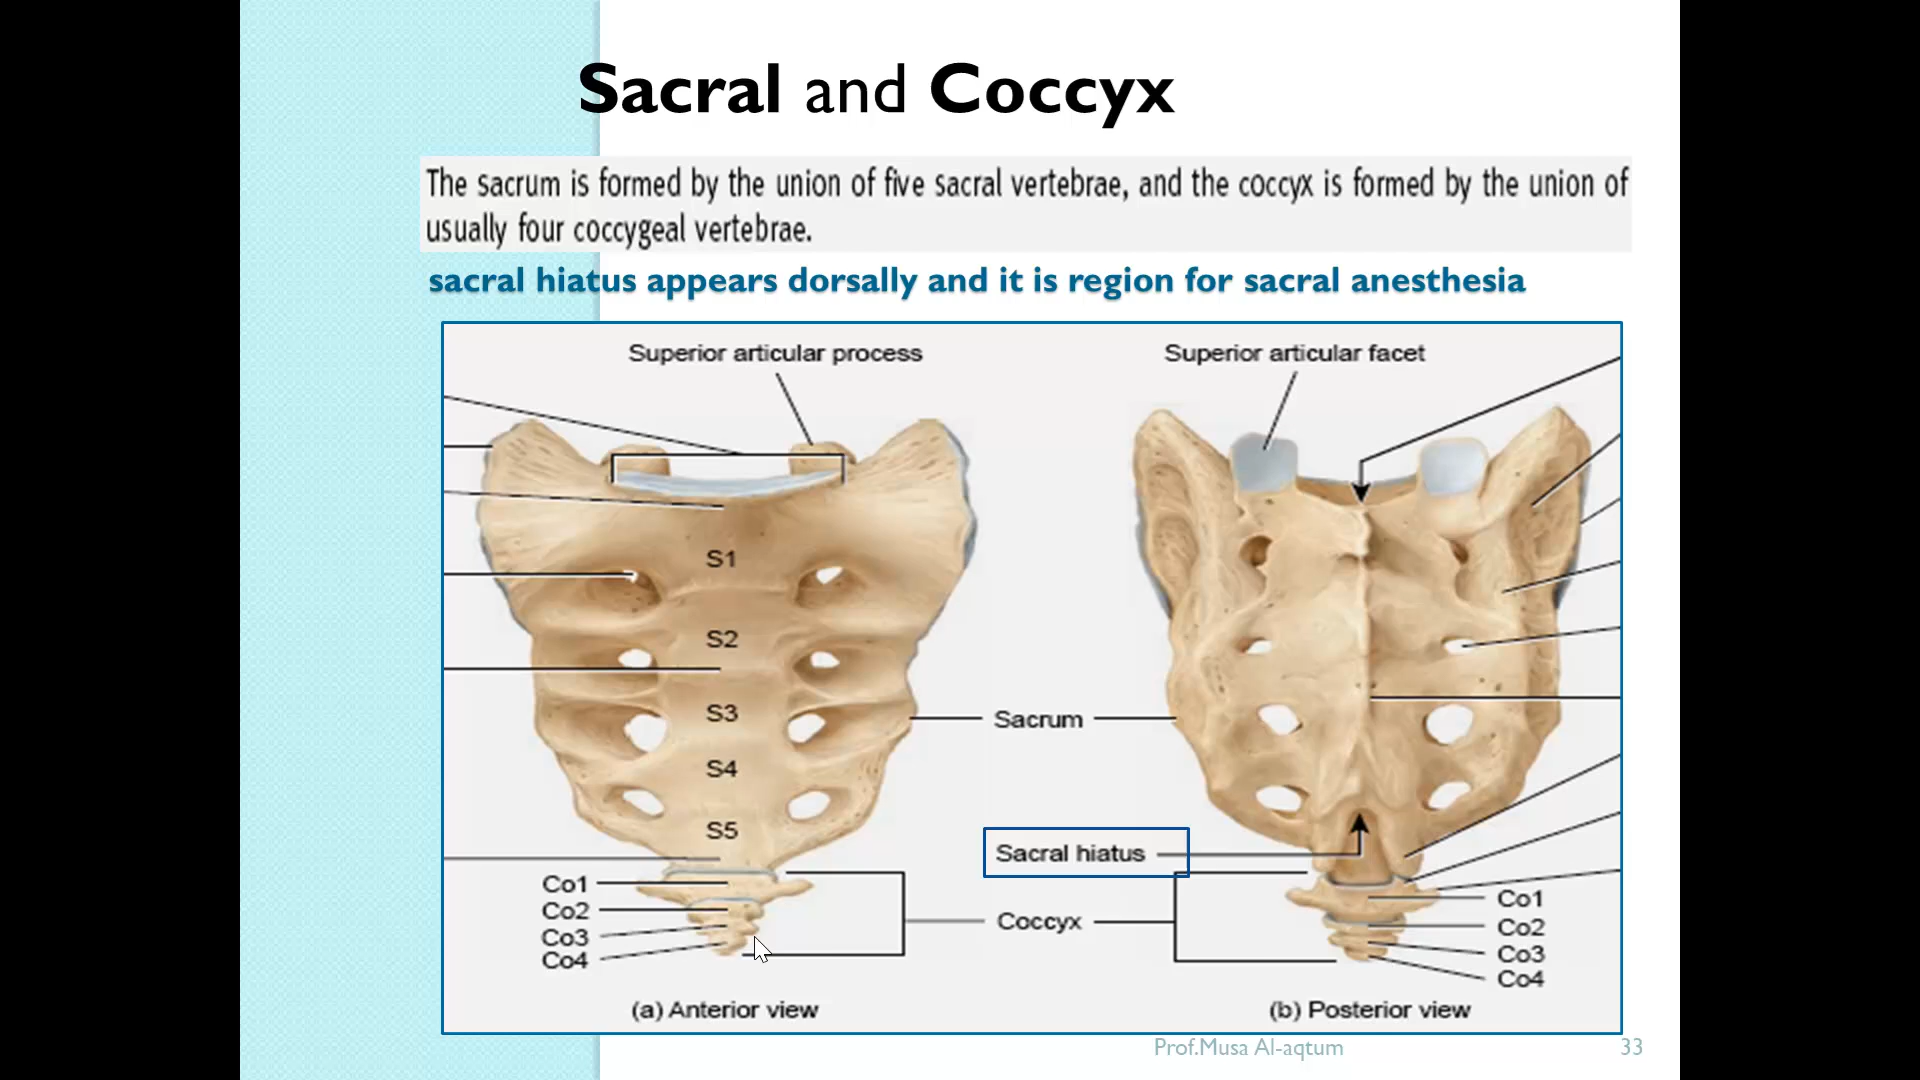 Sacral and Coccyx
The sacrum is formed by the union of five sacral vertebrae, and the coccyx is formed by the union of
usually four coccygeal vertebrae.
sacral hiatus appears dorsally and it is region for sacral anesthesia
Superior articular process
Superior articular facet
S1
S2
S3
S4
S5
Sacrum
Sacral hiatus
Coccyx
Co1
Co2
Co3
Co4
Co1
Co2
Co3
Co4
(a) Anterior view
(b) Posterior view
Prof.Musa Al-aqtum
33